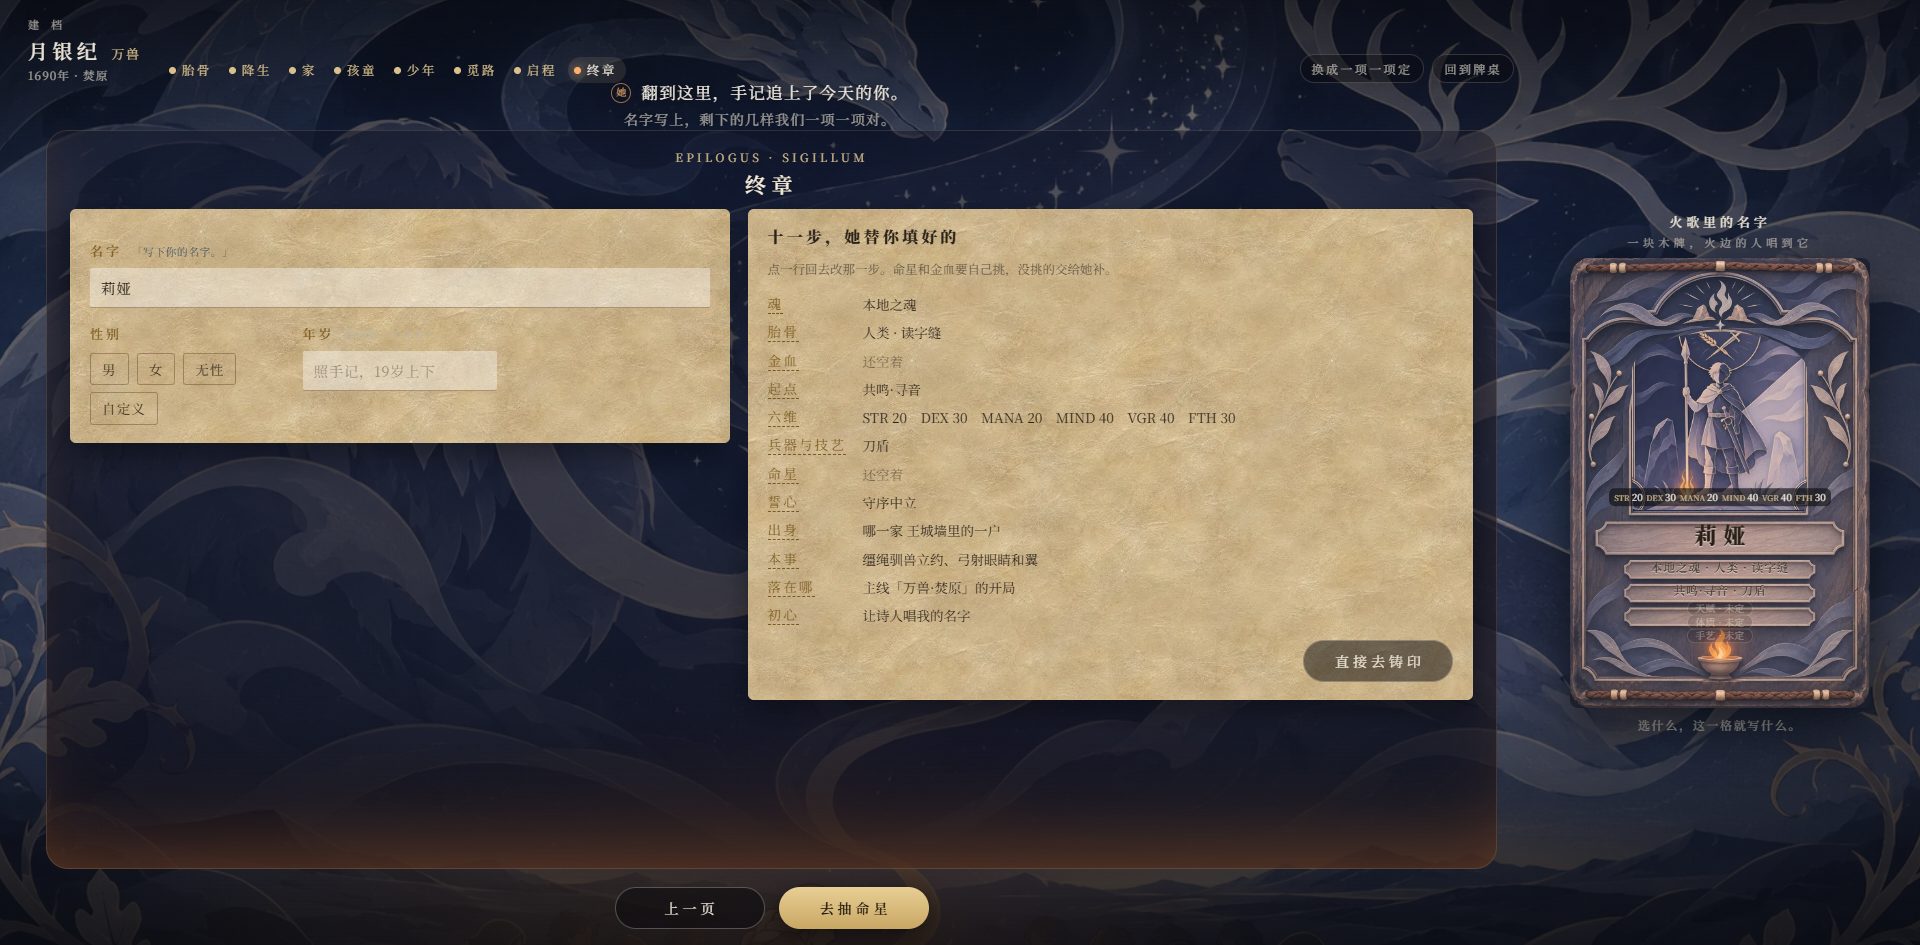 建 档
月银纪 万兽
1690年 · 焚原
胎骨 降生 家 孩童 少年 觅路 启程 终章
换成一项一项定 回到牌桌
她 翻到这里，手记追上了今天的你。
名字写上，剩下的几样我们一项一项对。
EPILOGUS · SIGILLUM
终章
名字 「写下你的名字。」
莉娅
性别 年岁
男 女 无性
自定义
照手记，19岁上下
十一步，她替你填好的
点一行回去改那一步。命星和金血要自己挑，没挑的交给她补。
魂 本地之魂
胎骨 人类 · 读字缝
金血 还空着
起点 共鸣·寻音
六维 STR 20 DEX 30 MANA 20 MIND 40 VGR 40 FTH 30
兵器与技艺 刀盾
命星 还空着
誓心 守序中立
出身 哪一家 王城墙里的一户
本事 缰绳驯兽立约、弓射眼睛和翼
落在哪 主线「万兽·焚原」的开局
初心 让诗人唱我的名字
直接去铸印
火歌里的名字
一块木牌，火边的人唱到它
STR 20 DEX 30 MANA 20 MIND 40 VGR 40 FTH 30
莉娅
本地之魂 · 人类 · 读字缝
共鸣·寻音 · 刀盾
天赋 · 未定
体质 · 未定
手艺 · 未定
选什么，这一格就写什么。
上一页 去抽命星